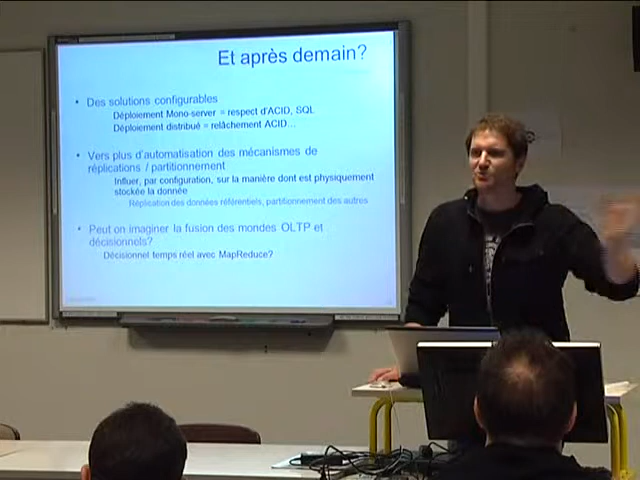 Et après demain?
• Des solutions configurables
Déploiement Mono-server = respect d'ACID, SQL
Déploiement distribué = relâchement ACID…
• Vers plus d'automatisation des mécanismes de
réplications / partitionnement
Influer, par configuration, sur la manière dont est physiquement
stockée la donnée
Réplication des données référentiels, partitionnement des autres
• Peut on imaginer la fusion des mondes OLTP et
décisionnels?
Décisionnel temps réel avec MapReduce?